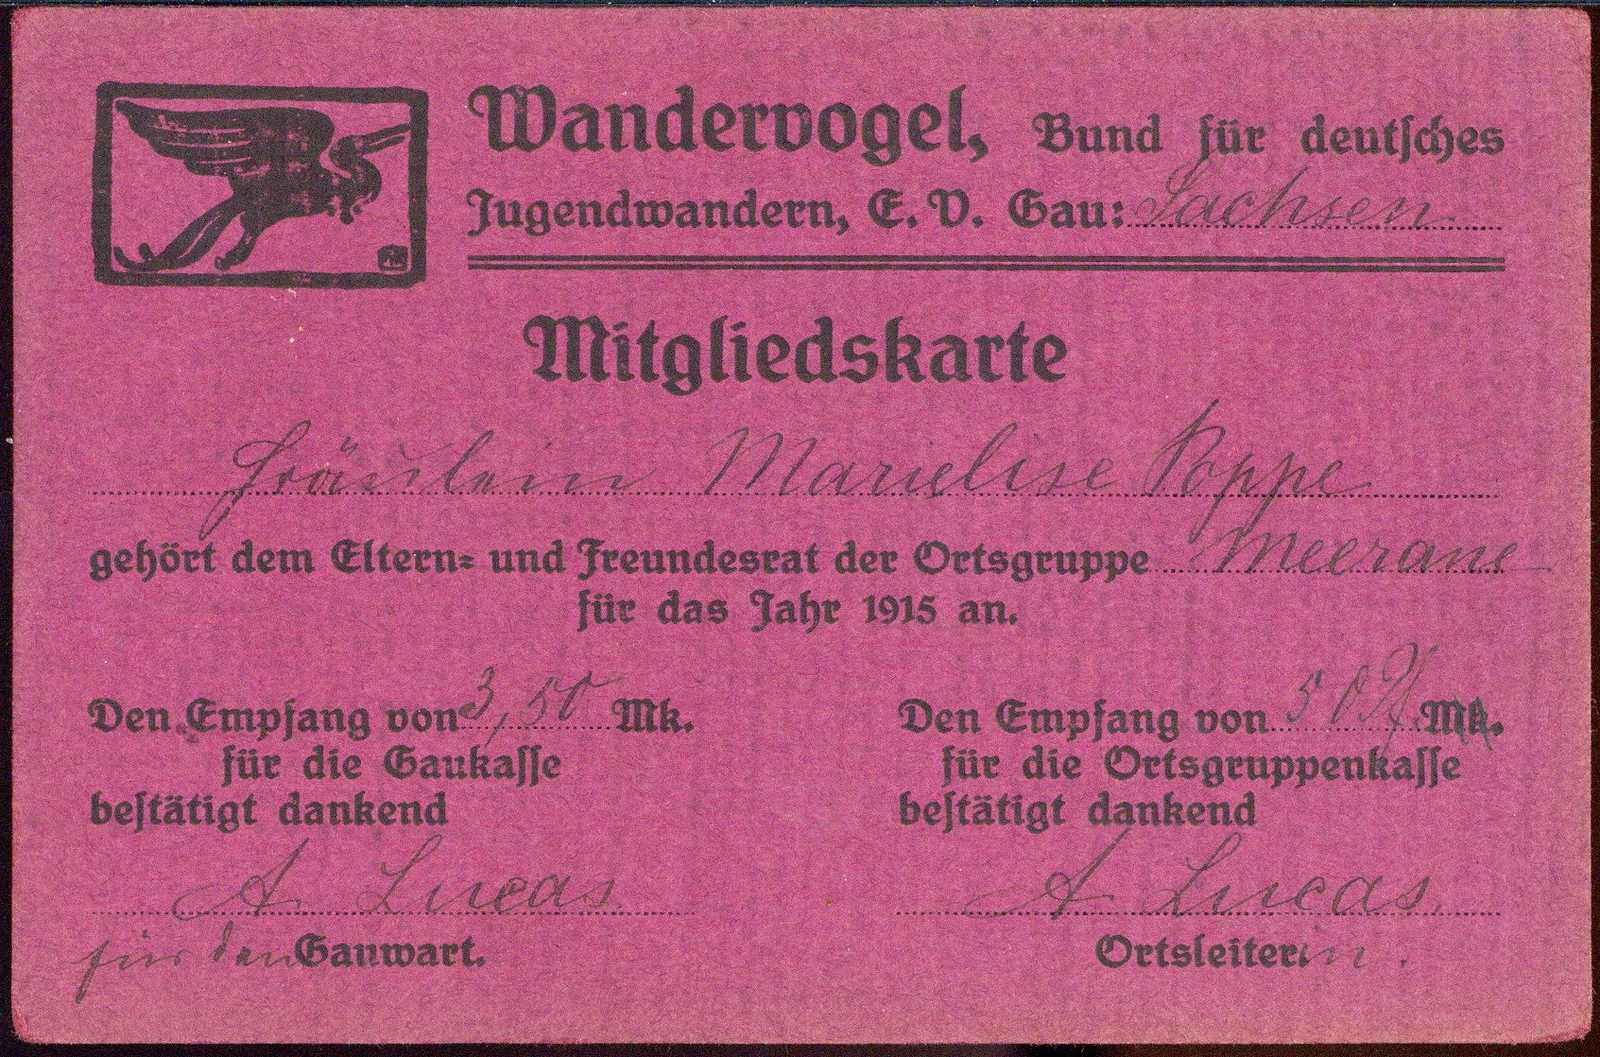 Wandervogel, Bund für deutsches
Jugendwandern, E. V. Gau: Sachsen
Mitgliedskarte
Fräulein Marielise Poppe
gehört dem Eltern= und Freundesrat der Ortsgruppe Meerane
für das Jahr 1915 an.
Den Empfang von 3,50 Mk.
für die Gaukasse
bestätigt dankend
A. Lucas
für den Gauwart.
Den Empfang von 50 ₰ Mk.
für die Ortsgruppenkasse
bestätigt dankend
A. Lucas.
Ortsleiterin.